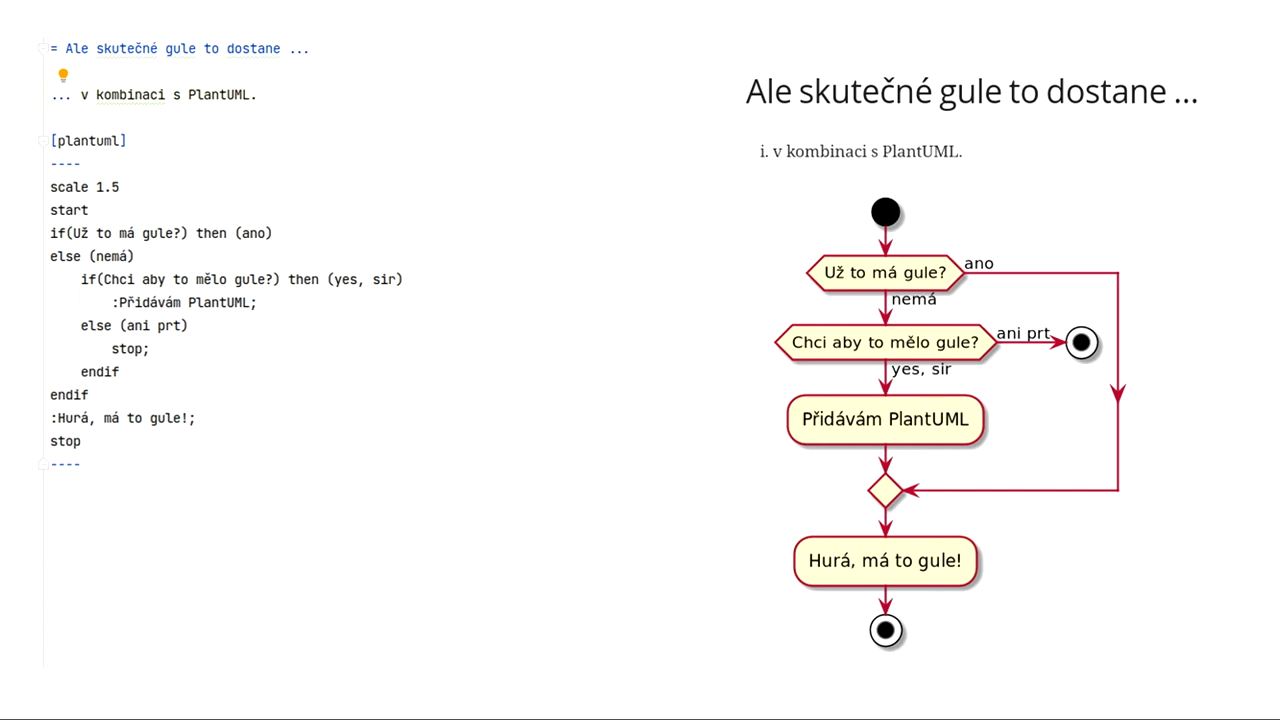 = Ale skutečné gule to dostane ...
... v kombinaci s PlantUML.
[plantuml]
----
scale 1.5
start
if(Už to má gule?) then (ano)
else (nemá)
if(Chci aby to mělo gule?) then (yes, sir)
:Přidávám PlantUML;
else (ani prt)
stop;
endif
endif
:Hurá, má to gule!;
stop
----
Ale skutečné gule to dostane ...
i. v kombinaci s PlantUML.
Už to má gule?
ano
nemá
Chci aby to mělo gule?
ani prt
yes, sir
Přidávám PlantUML
Hurá, má to gule!